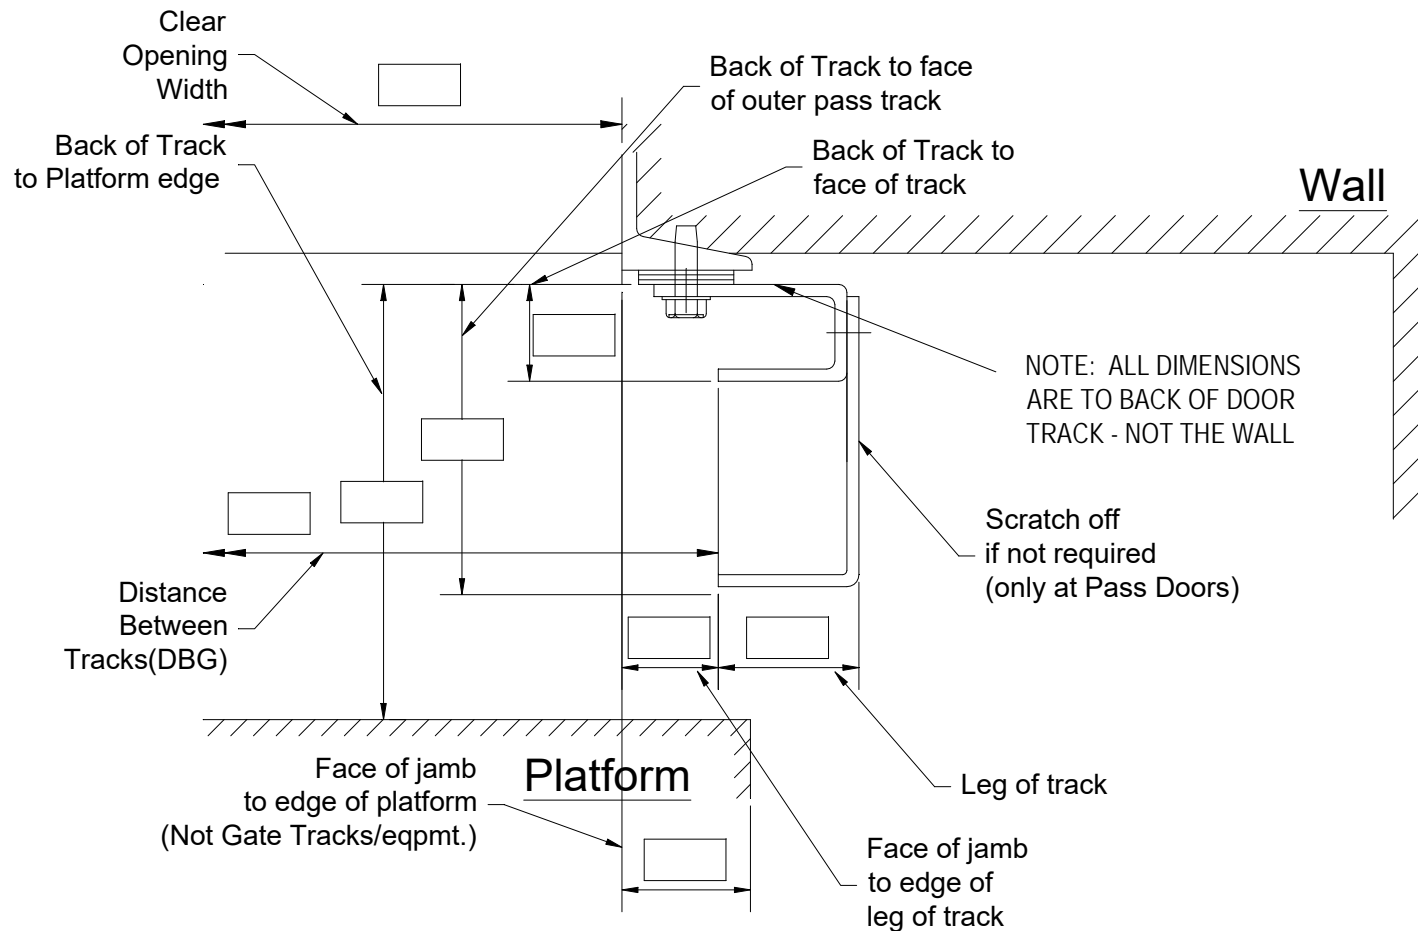 Clear
Opening
Width
Back of Track to face
of outer pass track
Back of Track
to Platform edge
Back of Track to
face of track
Wall
NOTE: ALL DIMENSIONS
ARE TO BACK OF DOOR
TRACK - NOT THE WALL
Scratch off
if not required
(only at Pass Doors)
Distance
Between
Tracks(DBG)
Platform
Face of jamb
to edge of platform
(Not Gate Tracks/eqpmt.)
Leg of track
Face of jamb
to edge of
leg of track